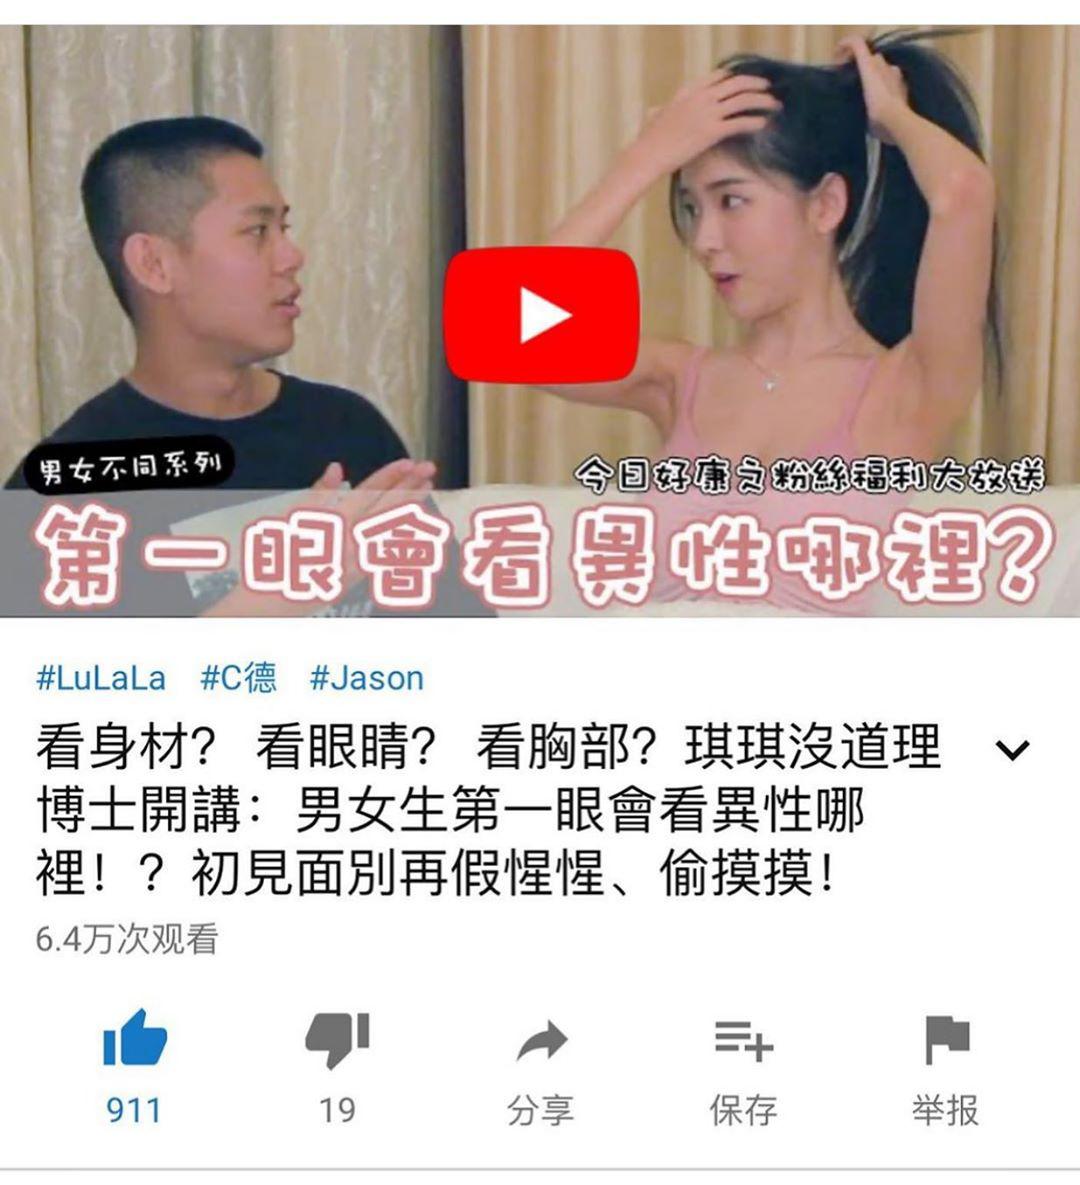 男女不同系列
今日好康之粉絲福利大放送
第一眼會看異性哪裡?
#LuLaLa #C德 #Jason
看身材? 看眼睛? 看胸部? 琪琪沒道理
博士開講：男女生第一眼會看異性哪
裡！？初見面別再假惺惺、偷摸摸！
6.4万次观看
911 19 分享 保存 举报